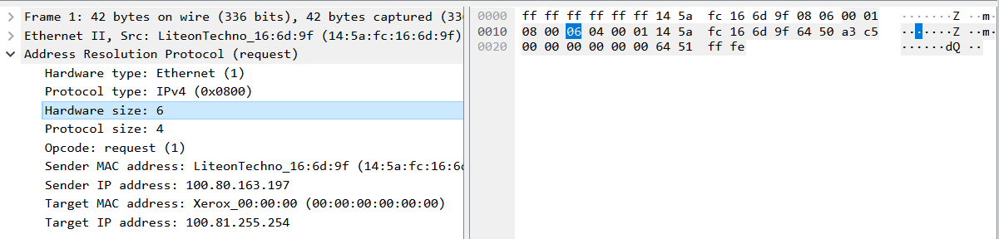 Frame 1: 42 bytes on wire (336 bits), 42 bytes captured (33
Ethernet II, Src: LiteonTechno_16:6d:9f (14:5a:fc:16:6d:9f)
Address Resolution Protocol (request)
Hardware type: Ethernet (1)
Protocol type: IPv4 (0x0800)
Hardware size: 6
Protocol size: 4
Opcode: request (1)
Sender MAC address: LiteonTechno_16:6d:9f (14:5a:fc:16:6d
Sender IP address: 100.80.163.197
Target MAC address: Xerox_00:00:00 (00:00:00:00:00:00)
Target IP address: 100.81.255.254
0000 ff ff ff ff ff ff 14 5a fc 16 6d 9f 08 06 00 01 ·······Z ··m·
0010 08 00 06 04 00 01 14 5a fc 16 6d 9f 64 50 a3 c5 ·······Z ··m·
0020 00 00 00 00 00 00 64 51 ff fe ······dQ ··